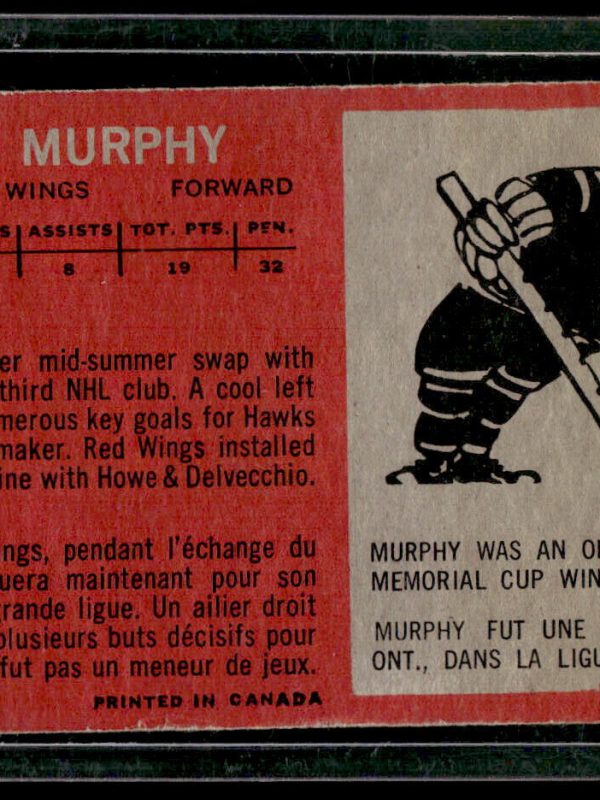 MURPHY
WINGS FORWARD
S ASSISTS TOT. PTS. PEN.
8 19 32
er mid-summer swap with
third NHL club. A cool left
merous key goals for Hawks
maker. Red Wings installed
ine with Howe & Delvecchio.
ngs, pendant l'échange du
uera maintenant pour son
grande ligue. Un ailier droit
plusieurs buts décisifs pour
fut pas un meneur de jeux.
PRINTED IN CANADA
MURPHY WAS AN O
MEMORIAL CUP WIN
MURPHY FUT UNE
ONT., DANS LA LIGU